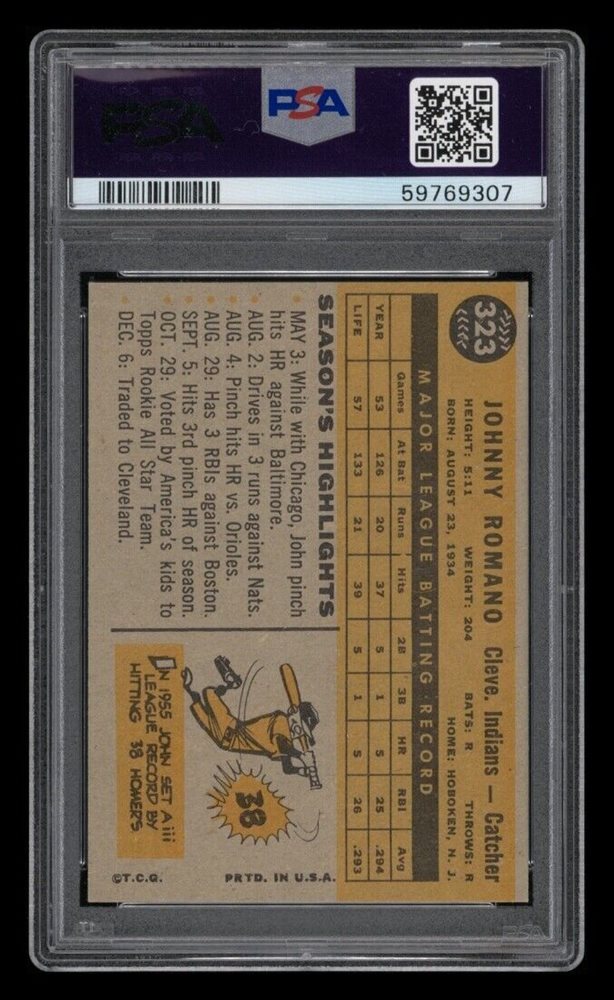 PSA
PSA
59769307
323
JOHNNY ROMANO Cleve. Indians — Catcher
HEIGHT: 5:11 WEIGHT: 204 BATS: R THROWS: R
BORN: AUGUST 23, 1934 HOME: HOBOKEN, N. J.
MAJOR LEAGUE BATTING RECORD
Games At Bat Runs Hits 2B 3B HR RBI Avg
YEAR 53 126 20 37 5 1 5 25 .294
LIFE 57 133 21 39 5 1 5 26 .293
SEASON'S HIGHLIGHTS
• MAY 3: While with Chicago, John pinch
hits HR against Baltimore.
• AUG. 2: Drives in 3 runs against Nats.
• AUG. 4: Pinch hits HR vs. Orioles.
• AUG. 29: Has 3 RBIs against Boston.
• SEPT. 5: Hits 3rd pinch HR of season.
• OCT. 29: Voted by America's kids to
Topps Rookie All Star Team.
• DEC. 6: Traded to Cleveland.
38
IN 1955 JOHN SET A iii
LEAGUE RECORD BY
HITTING 38 HOMERS
©T.C.G. PRTD. IN U.S.A.
PSA